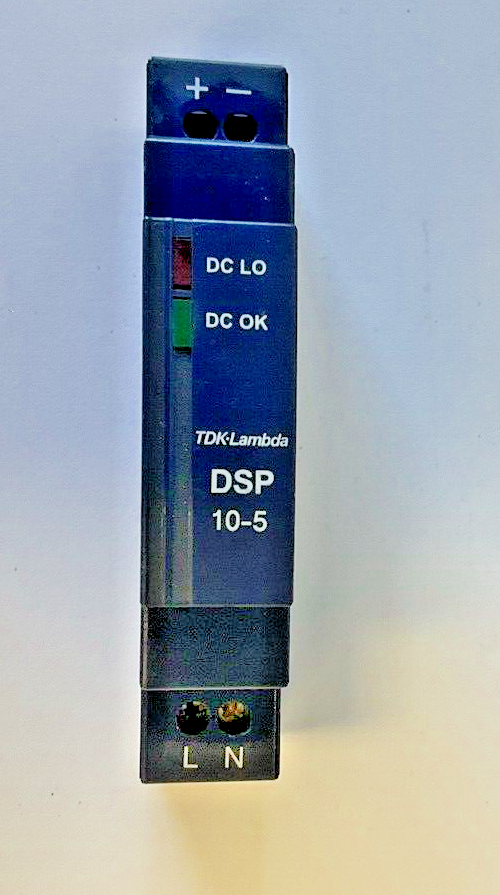 + −
DC LO
DC OK
TDK·Lambda
DSP
10-5
L N